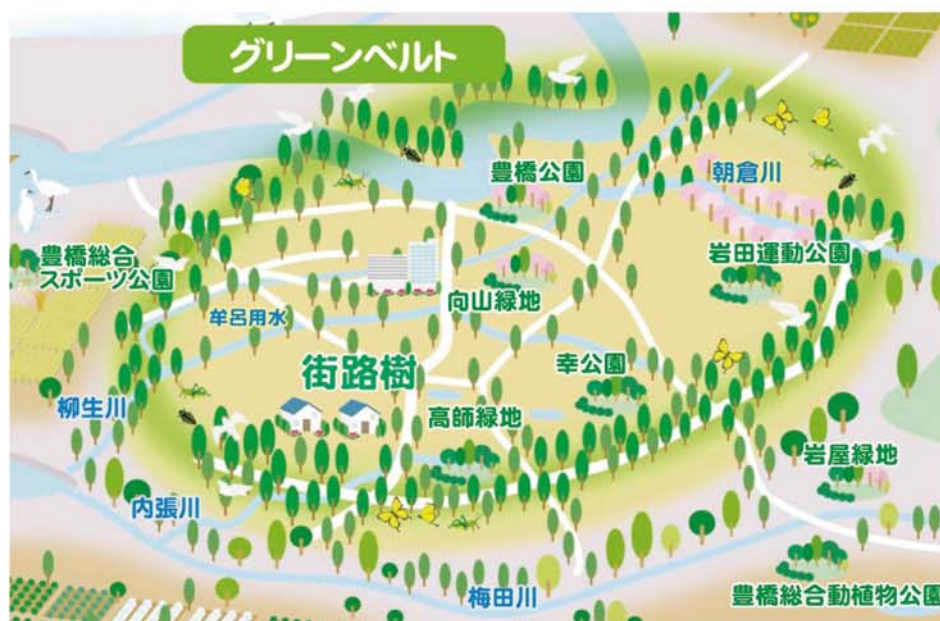 グリーンベルト
豊橋公園
朝倉川
豊橋総合
スポーツ公園
岩田運動公園
向山緑地
牟呂用水
街路樹
幸公園
柳生川
高師緑地
岩屋緑地
内張川
梅田川
豊橋総合動植物公園